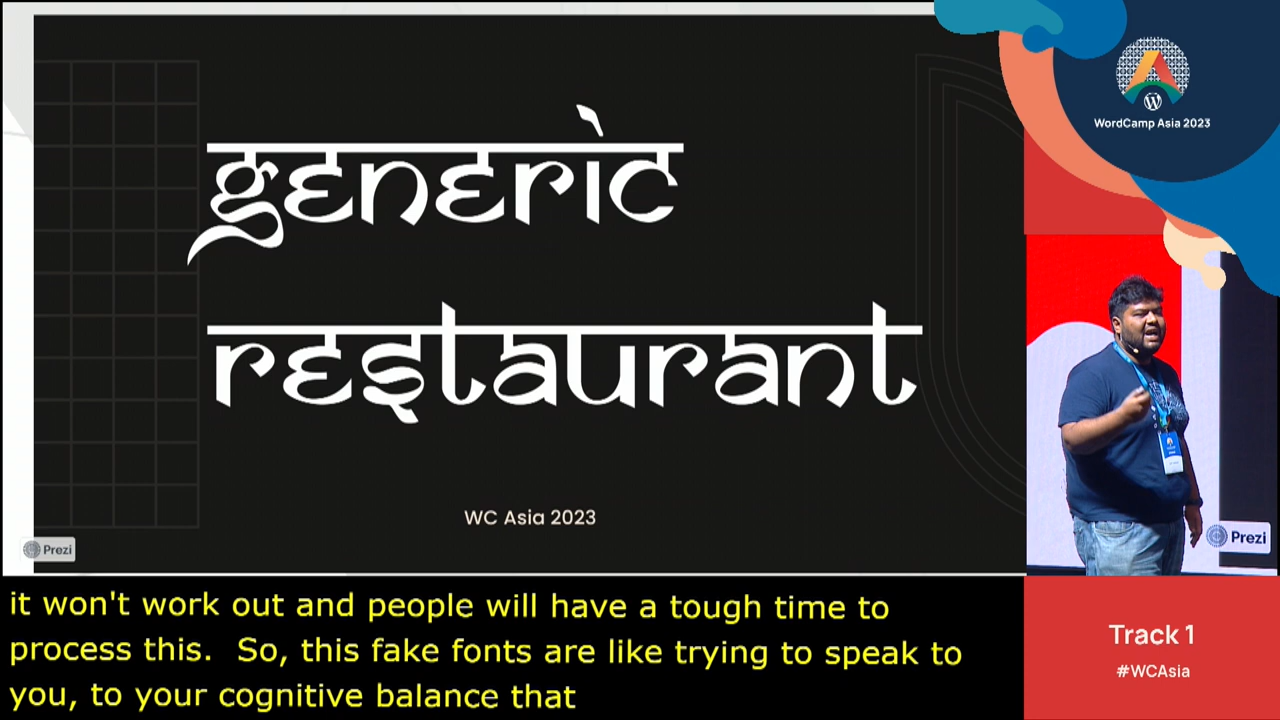 generic
restaurant
WC Asia 2023
Prezi
WordCamp Asia 2023
Prezi
it won't work out and people will have a tough time to
process this.  So, this fake fonts are like trying to speak to
you, to your cognitive balance that
Track 1
#WCAsia